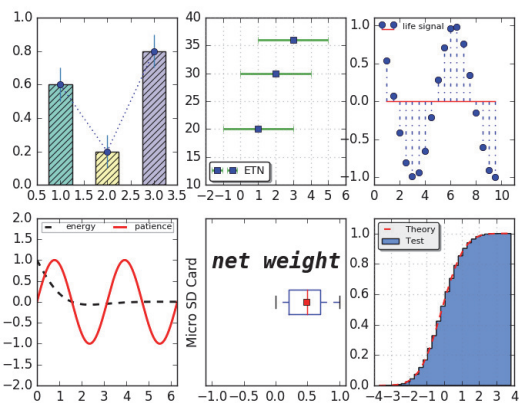 1.0
0.8
0.6
0.4
0.2
0.0
0.5 1.0 1.5 2.0 2.5 3.0 3.5
40
35
30
25
20
15
10
ETN
−2 −1 0 1 2 3 4 5 6
life signal
1.0
0.5
0.0
−0.5
−1.0
0 2 4 6 8 10
energy patience
2.0
1.5
1.0
0.5
0.0
−0.5
−1.0
−1.5
−2.0
0 1 2 3 4 5 6
net weight
Micro SD Card
−1.0 −0.5 0.0 0.5 1.0
Theory
Test
1.0
0.8
0.6
0.4
0.2
0.0
−4 −3 −2 −1 0 1 2 3 4